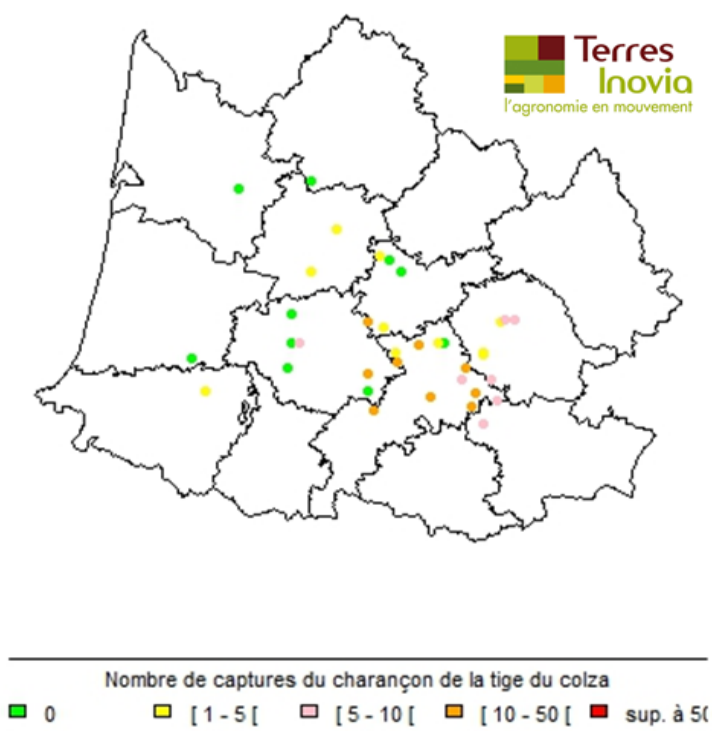 Terres
Inovia
l'agronomie en mouvement
Nombre de captures du charançon de la tige du colza
0 [ 1 - 5 [ [ 5 - 10 [ [ 10 - 50 [ sup. à 50